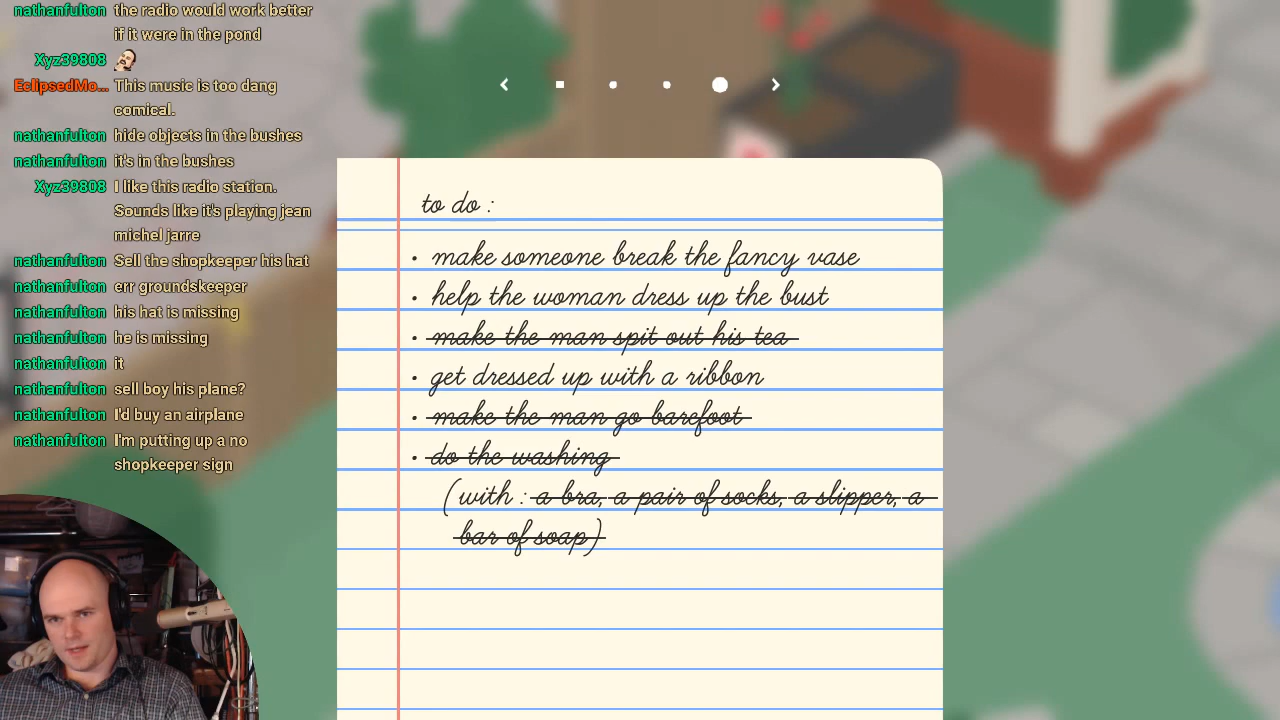 nathanfulton the radio would work better
if it were in the pond
Xyz39808
EclipsedMo... This music is too dang
comical.
nathanfulton hide objects in the bushes
nathanfulton it's in the bushes
Xyz39808 I like this radio station.
Sounds like it's playing jean
michel jarre
nathanfulton Sell the shopkeeper his hat
nathanfulton err groundskeeper
nathanfulton his hat is missing
nathanfulton he is missing
nathanfulton it
nathanfulton sell boy his plane?
nathanfulton I'd buy an airplane
nathanfulton I'm putting up a no
shopkeeper sign
to do :
• make someone break the fancy vase
• help the woman dress up the bust
• make the man spit out his tea
• get dressed up with a ribbon
• make the man go barefoot
• do the washing
(with : a bra, a pair of socks, a slipper, a
bar of soap)